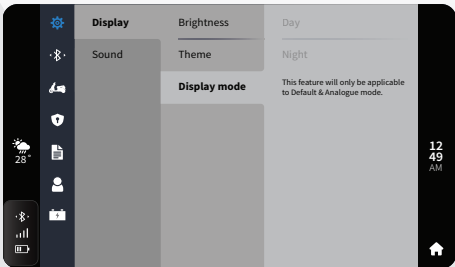 Display
Sound
Brightness
Theme
Display mode
Day
Night
This feature will only be applicable
to Default & Analogue mode.
28°
12
49
AM